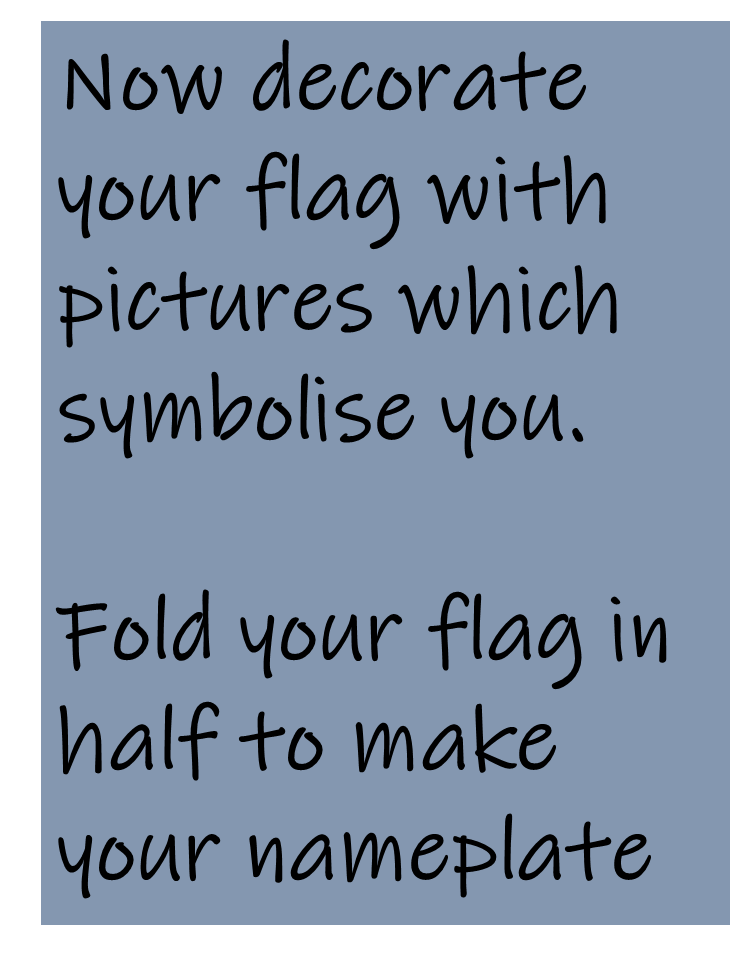 Now decorate
your flag with
pictures which
symbolise you.
Fold your flag in
half to make
your nameplate